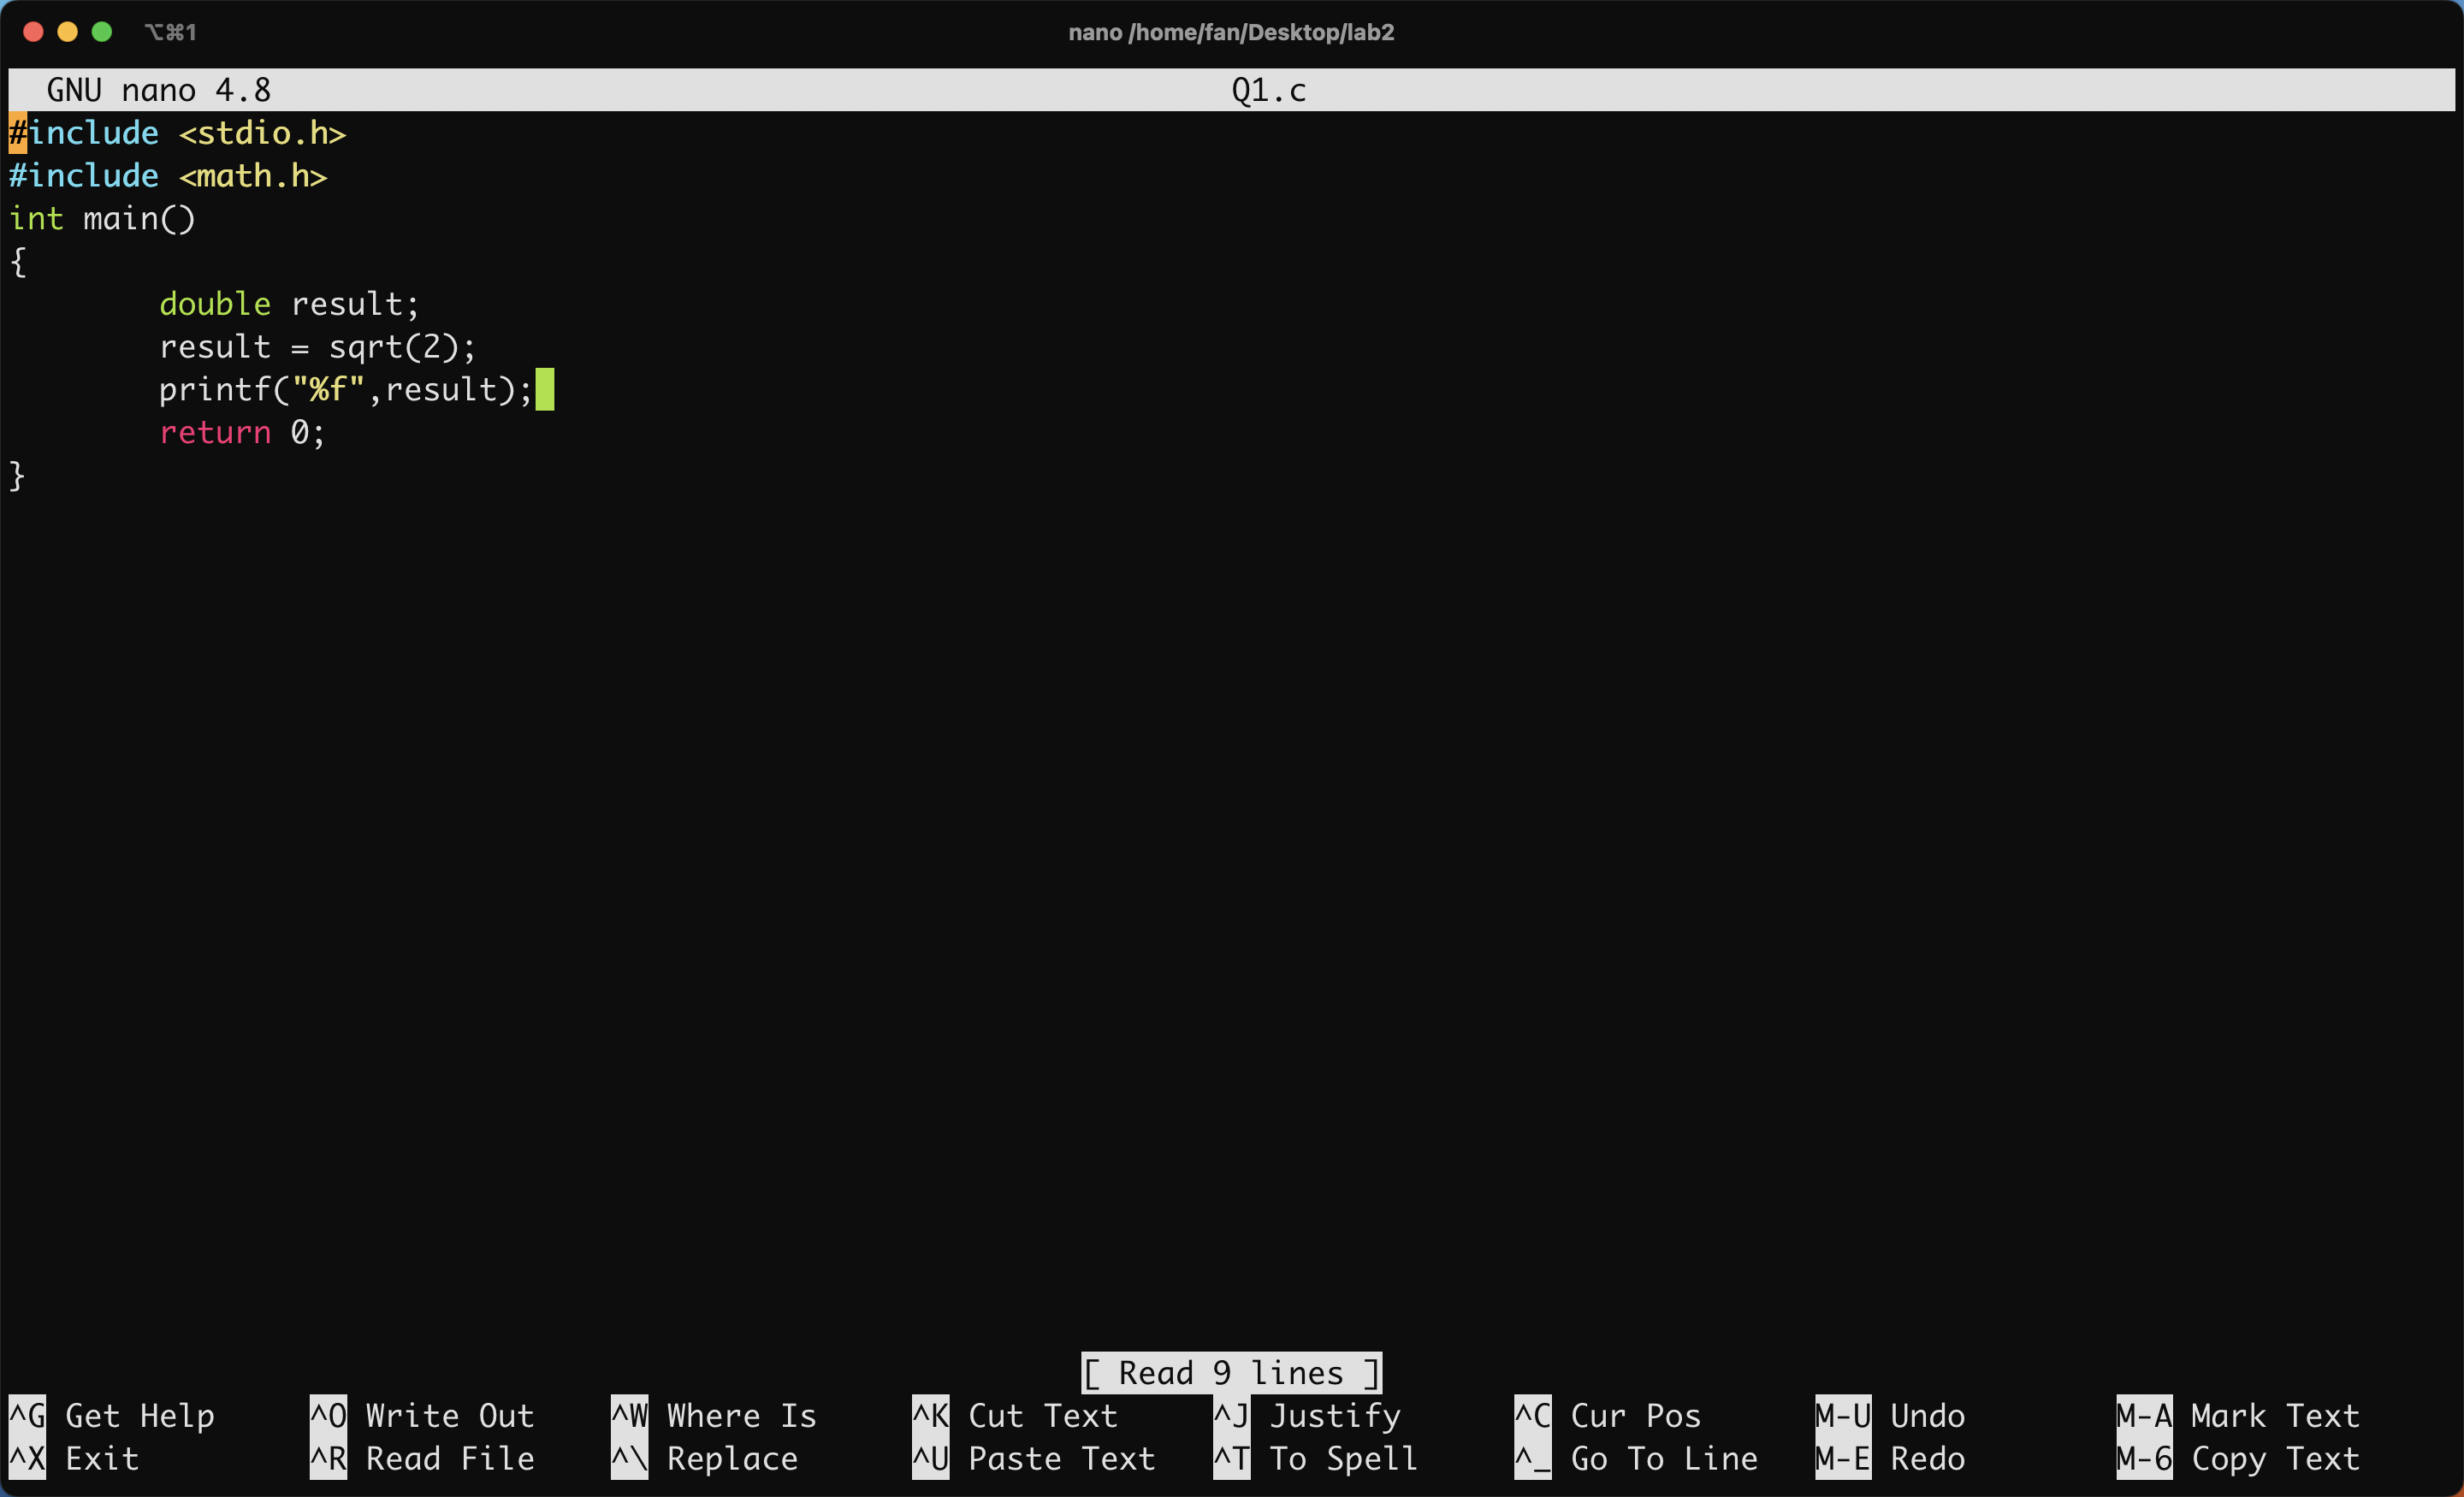 ⌥⌘1 nano /home/fan/Desktop/lab2
GNU nano 4.8 Q1.c
#include <stdio.h>
#include <math.h>
int main()
{
        double result;
        result = sqrt(2);
        printf("%f",result);
        return 0;
}
[ Read 9 lines ]
^G Get Help ^O Write Out ^W Where Is ^K Cut Text ^J Justify ^C Cur Pos M-U Undo M-A Mark Text
^X Exit ^R Read File ^\ Replace ^U Paste Text ^T To Spell ^_ Go To Line M-E Redo M-6 Copy Text